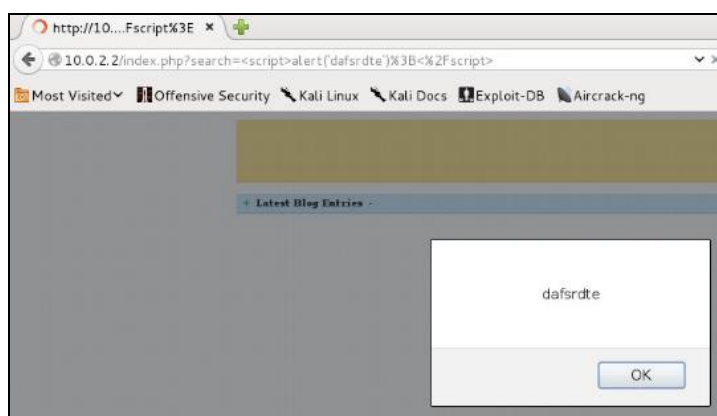 http://10....Fscript%3E
10.0.2.2/index.php?search=<script>alert('dafsrdte')%3B<%2Fscript>
Most Visited Offensive Security Kali Linux Kali Docs Exploit-DB Aircrack-ng
+ Latest Blog Entries -
dafsrdte
OK